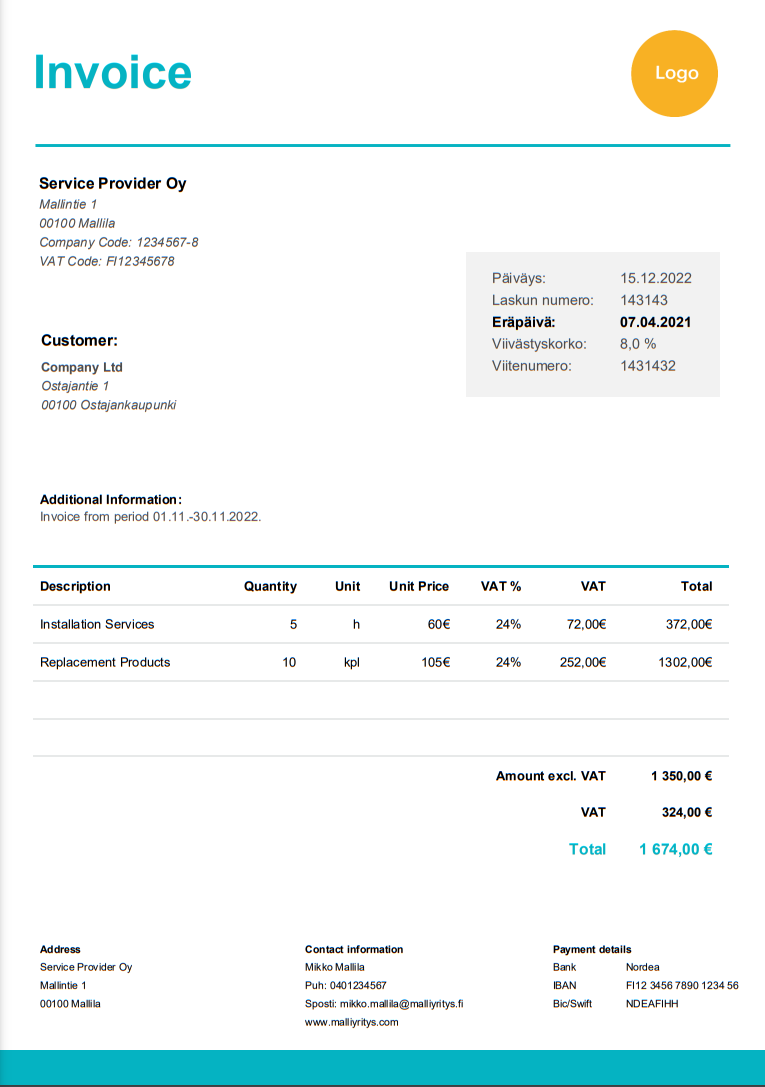 Invoice
Logo
Service Provider Oy
Mallintie 1
00100 Mallila
Company Code: 1234567-8
VAT Code: FI12345678
Päiväys: 15.12.2022
Laskun numero: 143143
Eräpäivä: 07.04.2021
Viivästyskorko: 8,0 %
Viitenumero: 1431432
Customer:
Company Ltd
Ostajantie 1
00100 Ostajankaupunki
Additional Information:
Invoice from period 01.11.-30.11.2022.
Description Quantity Unit Unit Price VAT % VAT Total
Installation Services 5 h 60€ 24% 72,00€ 372,00€
Replacement Products 10 kpl 105€ 24% 252,00€ 1302,00€
Amount excl. VAT 1 350,00 €
VAT 324,00 €
Total 1 674,00 €
Address Contact information Payment details
Service Provider Oy Mikko Mallila Bank Nordea
Mallintie 1 Puh: 0401234567 IBAN FI12 3456 7890 1234 56
00100 Mallila Sposti: mikko.mallila@malliyritys.fi Bic/Swift NDEAFIHH
www.malliyritys.com